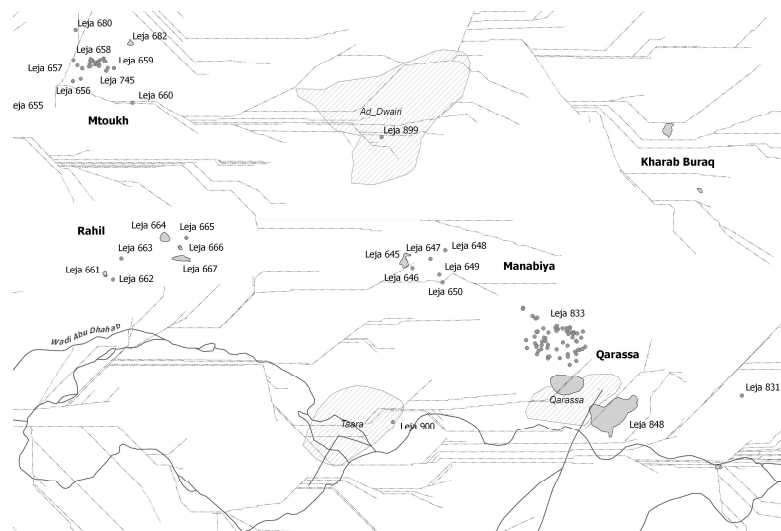 Leja 680
Leja 682
Leja 658
Leja 659
Leja 657
Leja 745
Leja 656
Leja 660
eja 655
Mtoukh
Ad_Dwairi
Leja 899
Kharab Buraq
Rahil
Leja 664
Leja 665
Leja 663
Leja 666
Leja 661
Leja 667
Leja 662
Leja 645
Leja 647
Leja 648
Leja 646
Leja 649
Leja 650
Manabiya
Leja 833
Wadi Abu Dhahab
Qarassa
Leja 831
Qarassa
Taara
Leja 900
Leja 848